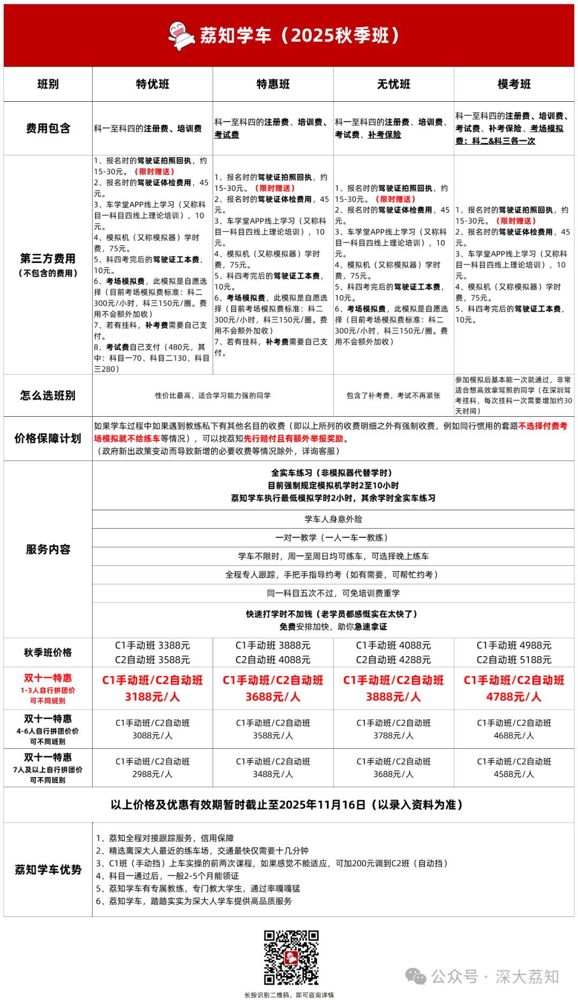 荔知学车（2025秋季班）
班别
特优班
特惠班
无忧班
模考班
费用包含
科一至科四的注册费、培训费
科一至科四的注册费、培训费、
考试费
科一至科四的注册费、培训费、
考试费、补考保险
科一至科四的注册费、培训费、
考试费、补考保险、考场模拟
费：科二&科三各一次
第三方费用
（不包含的费用）
1、报名时的驾驶证拍照回执，约
15-30元。（限时赠送）
2、报名时的驾驶证体检费用，45
元。
3、车学堂APP线上学习（又称科
目一科目四线上理论培训），10
元。
4、模拟机（又称模拟器）学时
费，75元。
5、科四考完后的驾驶证工本费，
10元。
6、考场模拟费，此模拟是自愿选
择（目前考场模拟费标准：科二
300元/小时，科三150元/圈。费
用不会额外加收）
7、若有挂科，补考费需要自己支
付。
8、考试费自己支付（480元，其
中：科目一70、科目二130、科目
三280）
1、报名时的驾驶证拍照回执，约
15-30元。（限时赠送）
2、报名时的驾驶证体检费用，45
元。
3、车学堂APP线上学习（又称科
目一科目四线上理论培训），10
元。
4、模拟机（又称模拟器）学时
费，75元。
5、科四考完后的驾驶证工本费，
10元。
6、考场模拟费，此模拟是自愿选
择（目前考场模拟费标准：科二
300元/小时，科三150元/圈。费
用不会额外加收）
7、若有挂科，补考费需要自己支
付。
1、报名时的驾驶证拍照回执，约
15-30元。（限时赠送）
2、报名时的驾驶证体检费用，45
元。
3、车学堂APP线上学习（又称科
目一科目四线上理论培训），10
元。
4、模拟机（又称模拟器）学时
费，75元。
5、科四考完后的驾驶证工本费，
10元。
6、考场模拟费，此模拟是自愿选
择（目前考场模拟费标准：科二
300元/小时，科三150元/圈。费
用不会额外加收）
1、报名时的驾驶证拍照回执，约
15-30元。（限时赠送）
2、报名时的驾驶证体检费用，45
元。
3、车学堂APP线上学习（又称科
目一科目四线上理论培训），10
元。
4、模拟机（又称模拟器）学时
费，75元。
5、科四考完后的驾驶证工本费，
10元。
怎么选班别
性价比最高，适合学习能力强的同学
包含了补考费，考试不再紧张
参加模拟后基本能一次就通过，非常
适合想高效拿驾照的同学（在深圳驾
考挂科，每次挂科一次需要增加约30
天时间）
价格保障计划
如果学车过程中如果遇到教练私下有其他名目的收费（即以上所列的收费明细之外有强制收费，例如同行惯用的套路不选择付费考
场模拟就不给练车等情况），可以找荔知先行赔付且有额外举报奖励。
（政府新出政策变动而导致新增的必要收费等情况除外，详询客服）
服务内容
全实车练习（非模拟器代替学时）
目前强制规定模拟机学时2至10小时
荔知学车执行最低模拟学时2小时，其余学时全实车练习
学车人身意外险
一对一教学（一人一车一教练）
学车不限时，周一至周日均可练车，可选择晚上练车
全程专人跟踪，手把手指导约考（如有需要，可帮忙约考）
同一科目五次不过，可免培训费重学
快速打学时不加钱（老学员都感慨实在太快了）
免费安排加快，助你急速拿证
秋季班价格
C1手动班 3388元
C2自动班 3588元
C1手动班 3888元
C2自动班 4088元
C1手动班 4088元
C2自动班 4288元
C1手动班 4988元
C2自动班 5188元
双十一特惠
1-3人自行拼团价
可不同班别
C1手动班/C2自动班
3188元/人
C1手动班/C2自动班
3688元/人
C1手动班/C2自动班
3888元/人
C1手动班/C2自动班
4788元/人
双十一特惠
4-6人自行拼团价价
可不同班别
C1手动班/C2自动班
3088元/人
C1手动班/C2自动班
3588元/人
C1手动班/C2自动班
3788元/人
C1手动班/C2自动班
4688元/人
双十一特惠
7人及以上自行拼团价
可不同班别
C1手动班/C2自动班
2988元/人
C1手动班/C2自动班
3488元/人
C1手动班/C2自动班
3688元/人
C1手动班/C2自动班
4588元/人
以上价格及优惠有效期暂时截止至2025年11月16日（以录入资料为准）
荔知学车优势
1、荔知全程对接跟踪服务，信用保障
2、精选离深大人最近的练车场，交通最快仅需要十几分钟
3、C1班（手动挡）上车实操的前两次课程，如果感觉不能适应，可加200元调到C2班（自动挡）
4、科目一通过后，一般2-5个月能领证
5、荔知学车有专属教练，专门教大学生，通过率嘎嘎猛
6、荔知学车，踏踏实实为深大人学车提供高品质服务
长按识别二维码，即可咨询详情
公众号 · 深大荔知